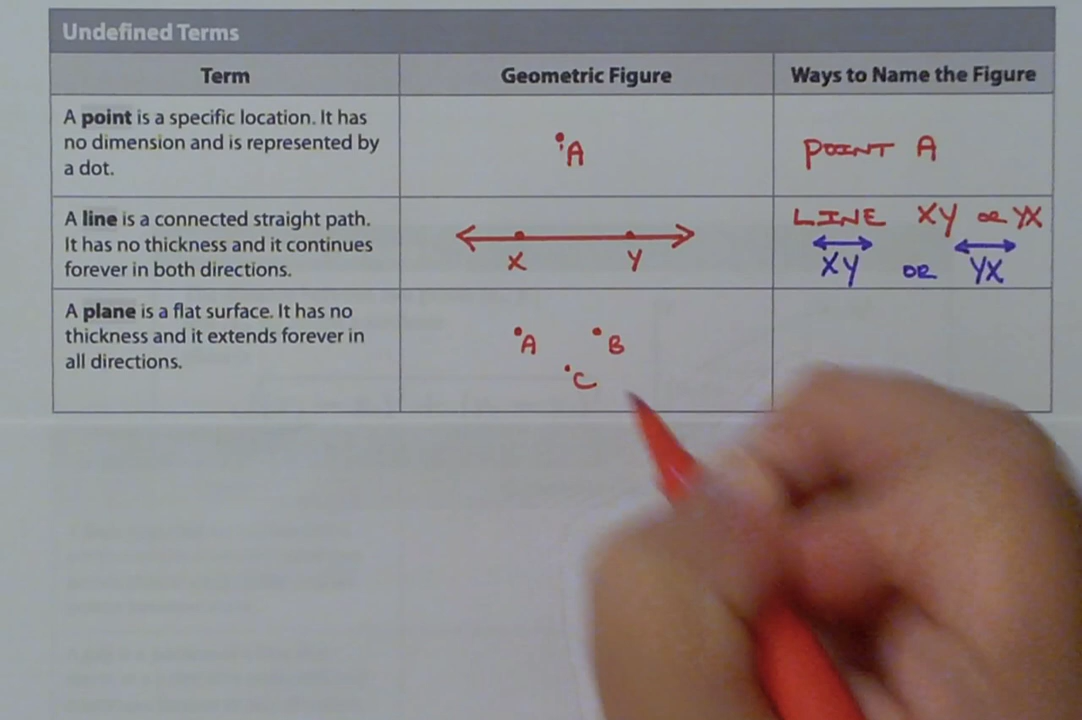 Undefined Terms
Term
Geometric Figure
Ways to Name the Figure
A point is a specific location. It has
no dimension and is represented by
a dot.
A
POINT A
A line is a connected straight path.
It has no thickness and it continues
forever in both directions.
X Y
LINE XY OR YX
XY OR YX
A plane is a flat surface. It has no
thickness and it extends forever in
all directions.
A B
C